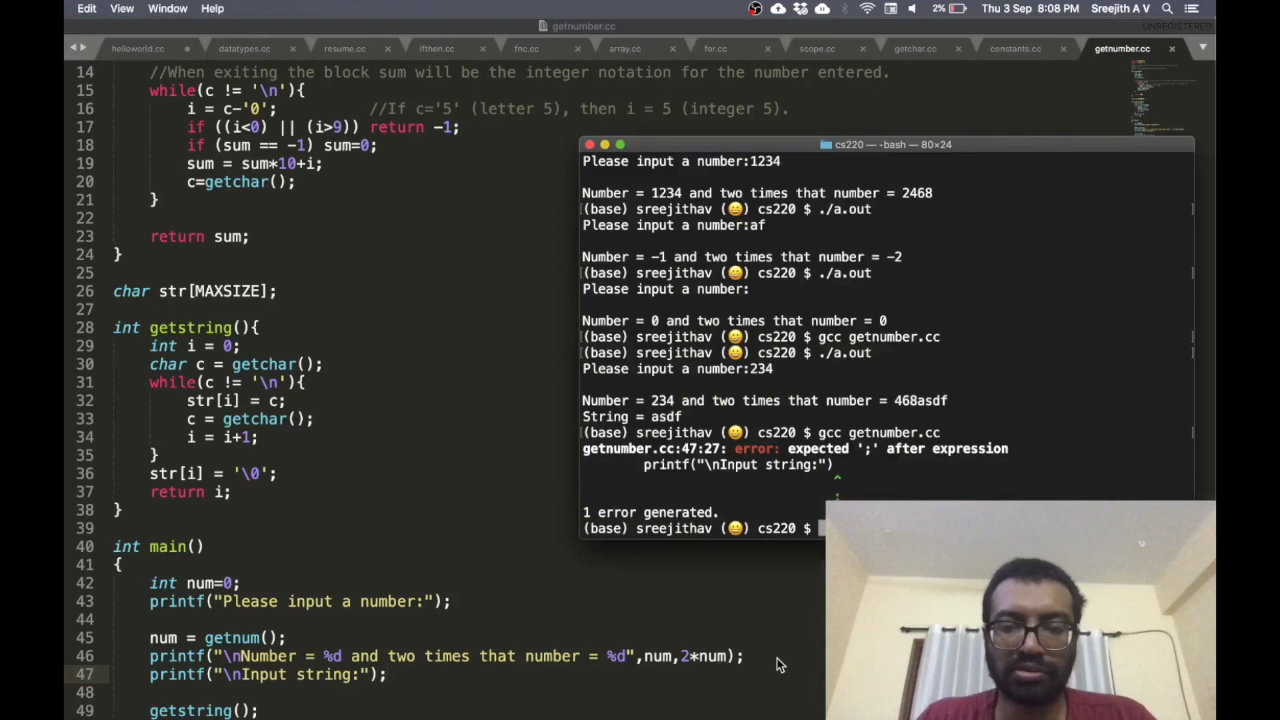 Edit View Window Help 2% Thu 3 Sep 8:08 PM Sreejith A V
getnumber.cc UNREGISTERED
helloworld.cc datatypes.cc resume.cc ifthen.cc fnc.cc array.cc for.cc scope.cc getchar.cc constants.cc getnumber.cc
14 //When exiting the block sum will be the integer notation for the number entered.
15 while(c != '\n'){
16 i = c-'0'; //If c='5' (letter 5), then i = 5 (integer 5).
17 if ((i<0) || (i>9)) return -1;
18 if (sum == -1) sum=0;
19 sum = sum*10+i;
20 c=getchar();
21 }
22
23 return sum;
24 }
25
26 char str[MAXSIZE];
27
28 int getstring(){
29 int i = 0;
30 char c = getchar();
31 while(c != '\n'){
32 str[i] = c;
33 c = getchar();
34 i = i+1;
35 }
36 str[i] = '\0';
37 return i;
38 }
39
40 int main()
41 {
42 int num=0;
43 printf("Please input a number:");
44
45 num = getnum();
46 printf("\nNumber = %d and two times that number = %d",num,2*num);
47 printf("\nInput string:");
48
49 getstring();
cs220 — -bash — 80×24
Please input a number:1234
Number = 1234 and two times that number = 2468
(base) sreejithav (😀) cs220 $ ./a.out
Please input a number:af
Number = -1 and two times that number = -2
(base) sreejithav (😀) cs220 $ ./a.out
Please input a number:
Number = 0 and two times that number = 0
(base) sreejithav (😀) cs220 $ gcc getnumber.cc
(base) sreejithav (😀) cs220 $ ./a.out
Please input a number:234
Number = 234 and two times that number = 468asdf
String = asdf
(base) sreejithav (😀) cs220 $ gcc getnumber.cc
getnumber.cc:47:27: error: expected ';' after expression
printf("\nInput string:")
^
;
1 error generated.
(base) sreejithav (😀) cs220 $